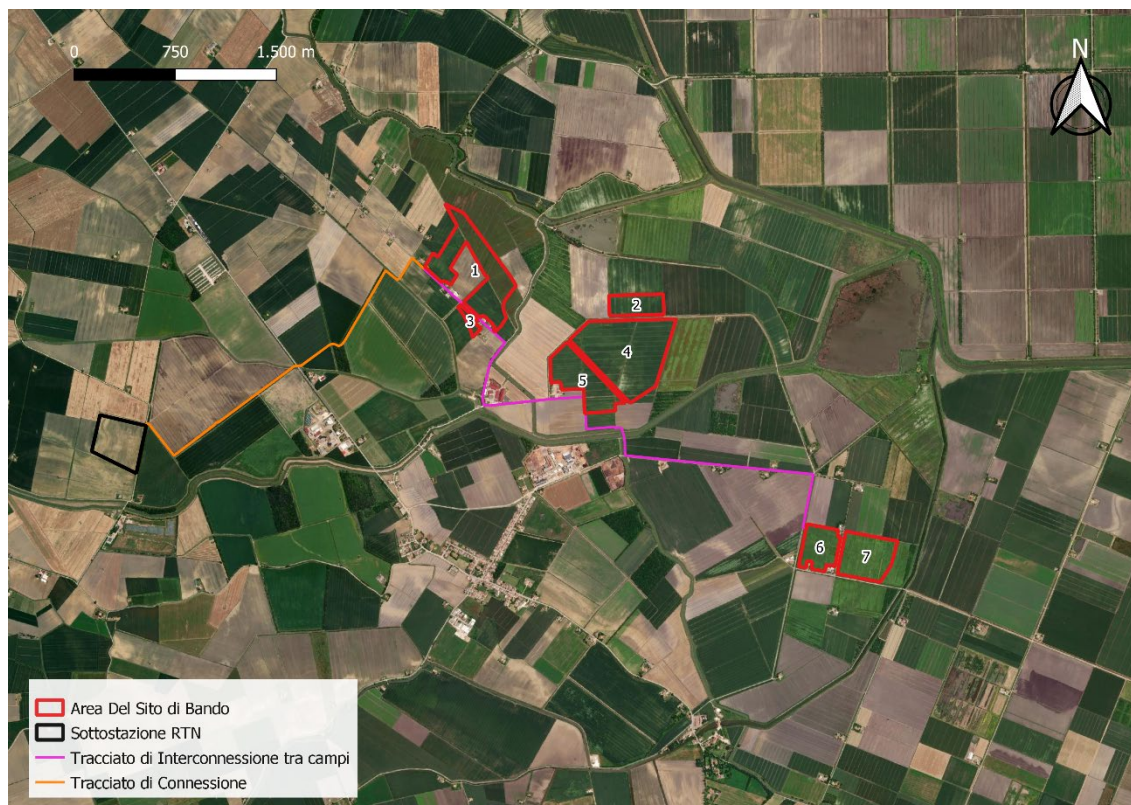 0 750 1.500 m
N
1
2
3
4
5
6
7
Area Del Sito di Bando
Sottostazione RTN
Tracciato di Interconnessione tra campi
Tracciato di Connessione